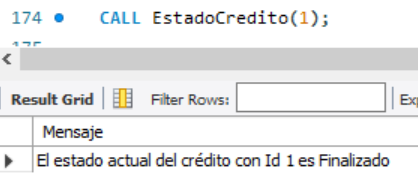 174 CALL EstadoCredito(1);
Result Grid Filter Rows:
Mensaje
El estado actual del crédito con Id 1 es Finalizado